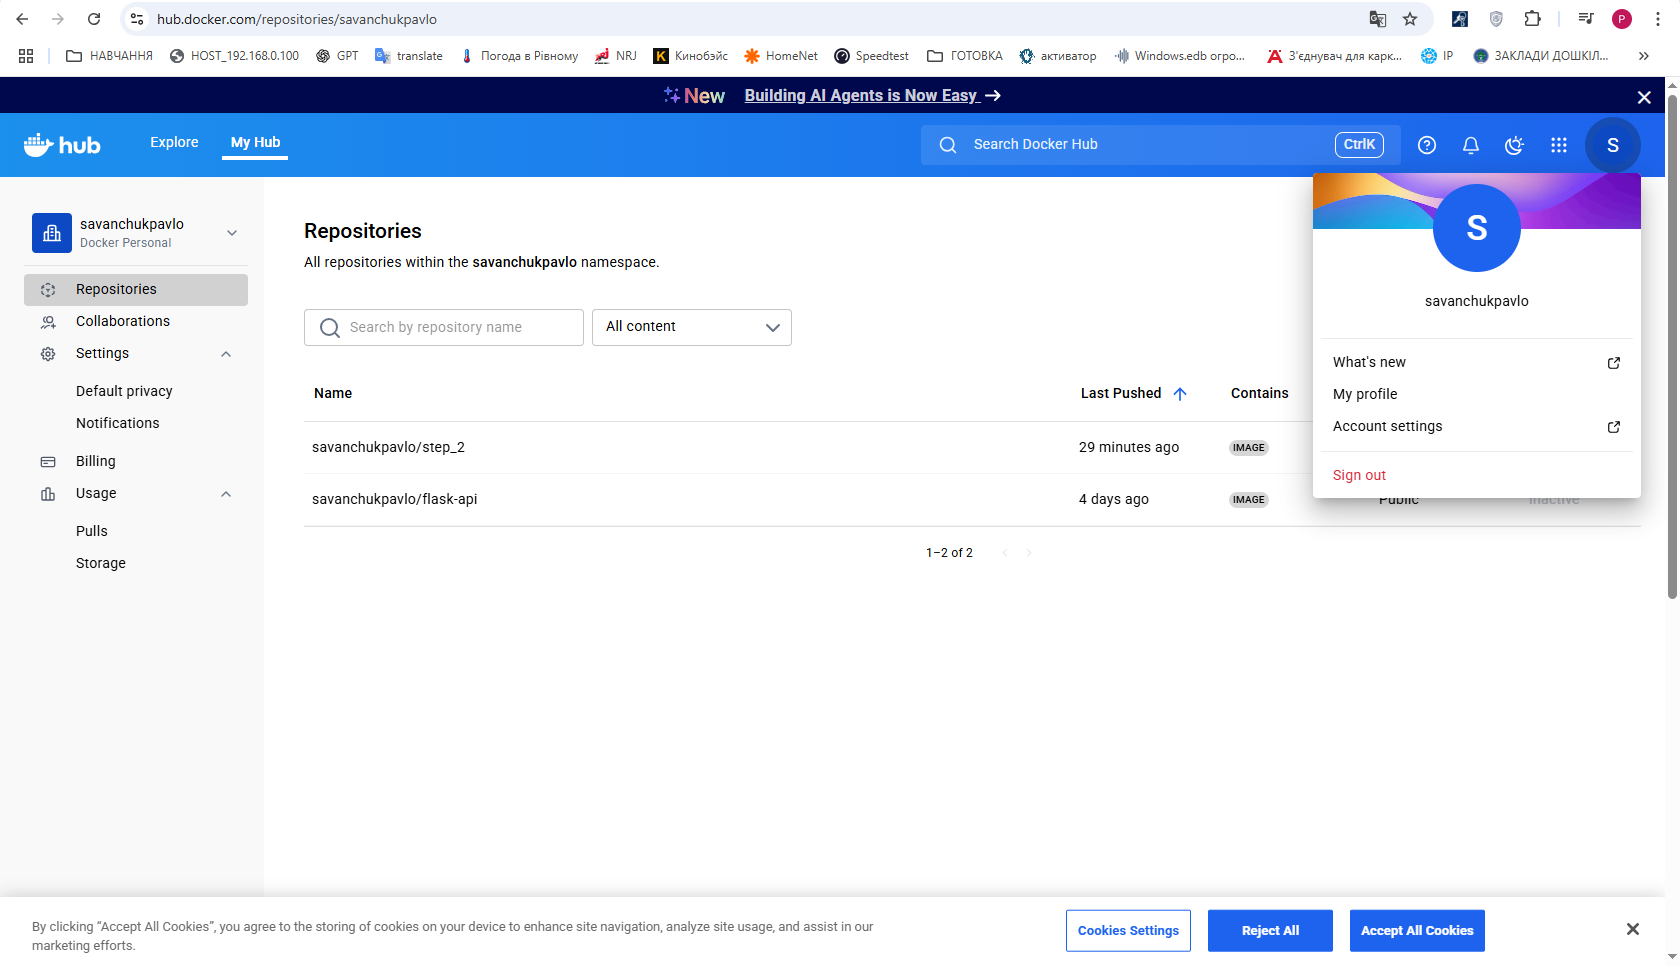 hub.docker.com/repositories/savanchukpavlo
P
НАВЧАННЯ
HOST_192.168.0.100
GPT
translate
Погода в Рівному
NRJ
Кинобэйс
HomeNet
Speedtest
ГОТОВКА
активатор
Windows.edb огро...
З'єднувач для карк...
IP
ЗАКЛАДИ ДОШКІЛ...
New
Building AI Agents is Now Easy
hub
Explore
My Hub
Search Docker Hub
CtrlK
S
savanchukpavlo
Docker Personal
Repositories
Collaborations
Settings
Default privacy
Notifications
Billing
Usage
Pulls
Storage
Repositories
All repositories within the savanchukpavlo namespace.
Search by repository name
All content
Name
Last Pushed
Contains
savanchukpavlo/step_2
29 minutes ago
IMAGE
savanchukpavlo/flask-api
4 days ago
IMAGE
Public
Inactive
1–2 of 2
S
savanchukpavlo
What's new
My profile
Account settings
Sign out
By clicking “Accept All Cookies”, you agree to the storing of cookies on your device to enhance site navigation, analyze site usage, and assist in our
marketing efforts.
Cookies Settings
Reject All
Accept All Cookies